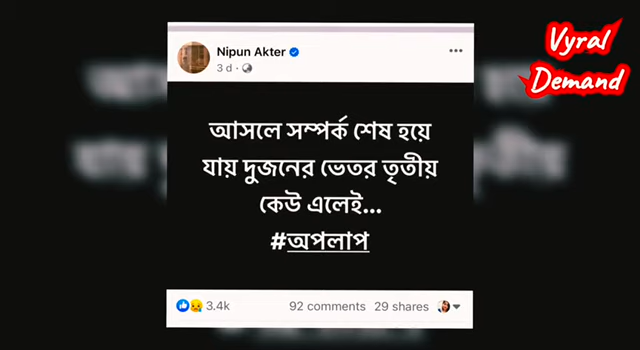 Vyral
Demand
Nipun Akter
3 d ·
আসলে সম্পর্ক শেষ হয়ে
যায় দুজনের ভেতর তৃতীয়
কেউ এলেই...
#অপলাপ
3.4k 92 comments 29 shares